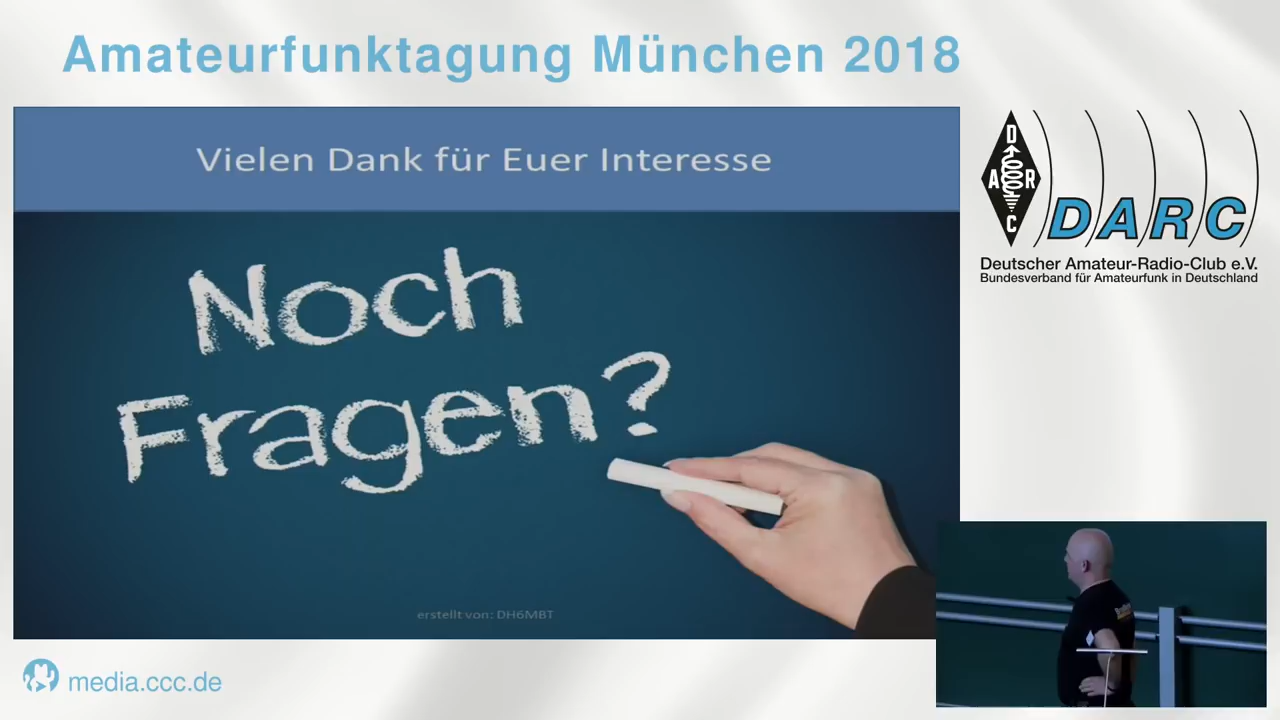 Amateurfunktagung München 2018
Vielen Dank für Euer Interesse
Noch
Fragen?
erstellt von: DH6MBT
D
A R
C
DARC
Deutscher Amateur-Radio-Club e.V.
Bundesverband für Amateurfunk in Deutschland
media.ccc.de